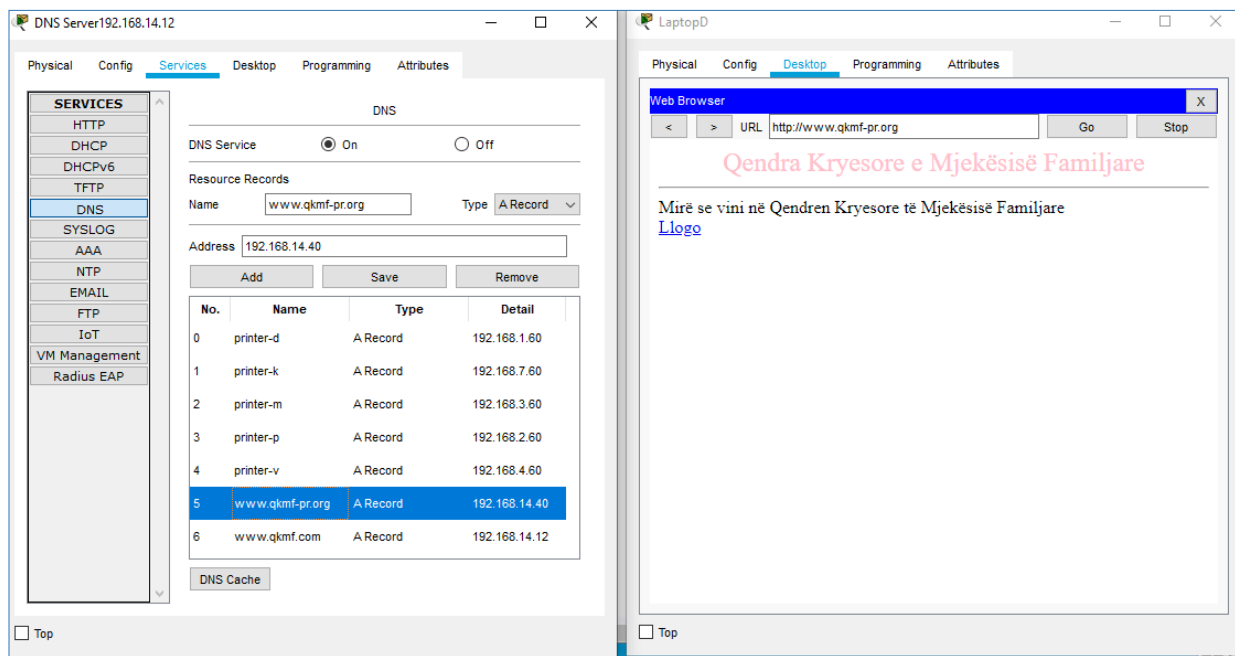 DNS Server192.168.14.12
Physical Config Services Desktop Programming Attributes
SERVICES
HTTP
DHCP
DHCPv6
TFTP
DNS
SYSLOG
AAA
NTP
EMAIL
FTP
IoT
VM Management
Radius EAP
DNS
DNS Service On Off
Resource Records
Name www.qkmf-pr.org Type A Record
Address 192.168.14.40
Add Save Remove
No. Name Type Detail
0 printer-d A Record 192.168.1.60
1 printer-k A Record 192.168.7.60
2 printer-m A Record 192.168.3.60
3 printer-p A Record 192.168.2.60
4 printer-v A Record 192.168.4.60
5 www.qkmf-pr.org A Record 192.168.14.40
6 www.qkmf.com A Record 192.168.14.12
DNS Cache
Top
LaptopD
Physical Config Desktop Programming Attributes
Web Browser X
< > URL http://www.qkmf-pr.org Go Stop
Qendra Kryesore e Mjekësisë Familjare
Mirë se vini në Qendren Kryesore të Mjekësisë Familjare
Llogo
Top